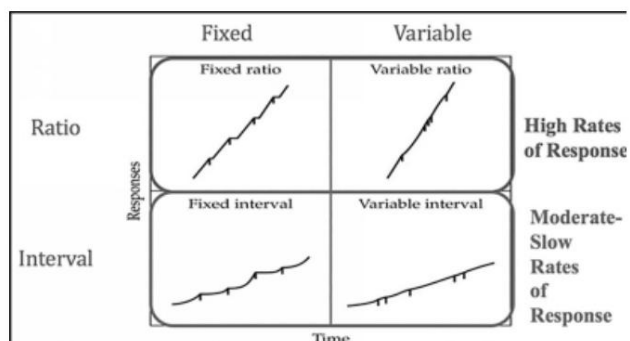 Fixed
Variable
Fixed ratio
Variable ratio
Ratio
High Rates
of Response
Responses
Fixed interval
Variable interval
Interval
Moderate-
Slow
Rates
of
Response
Time